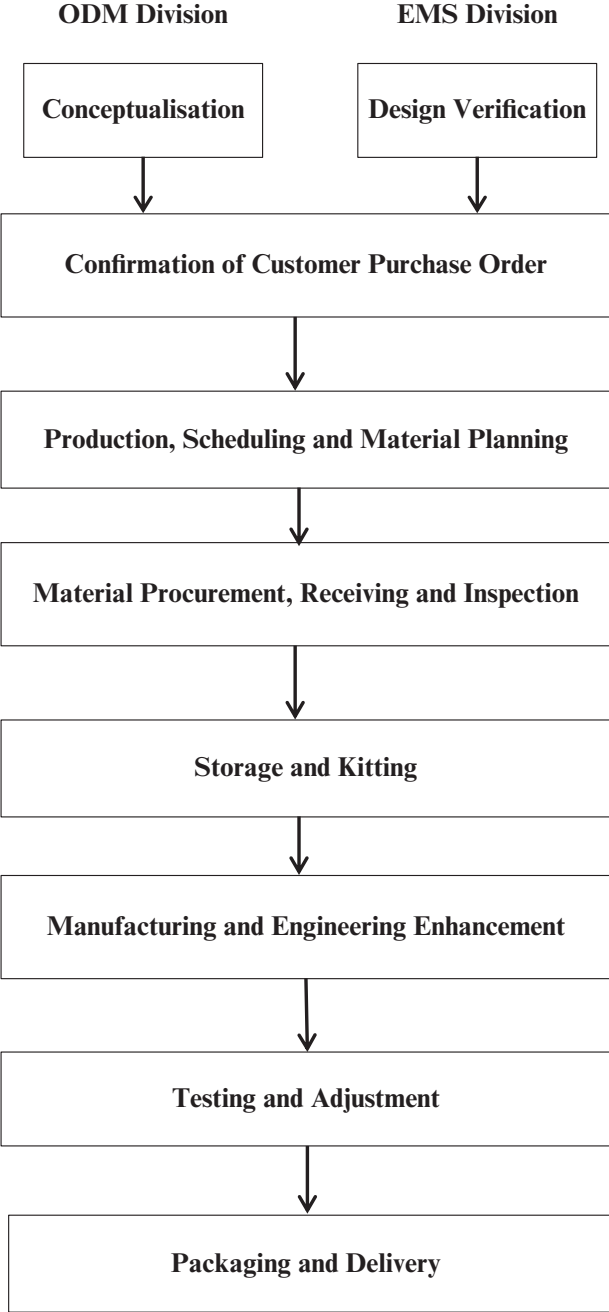 ODM Division
EMS Division
Conceptualisation
Design Verification
Confirmation of Customer Purchase Order
Production, Scheduling and Material Planning
Material Procurement, Receiving and Inspection
Storage and Kitting
Manufacturing and Engineering Enhancement
Testing and Adjustment
Packaging and Delivery